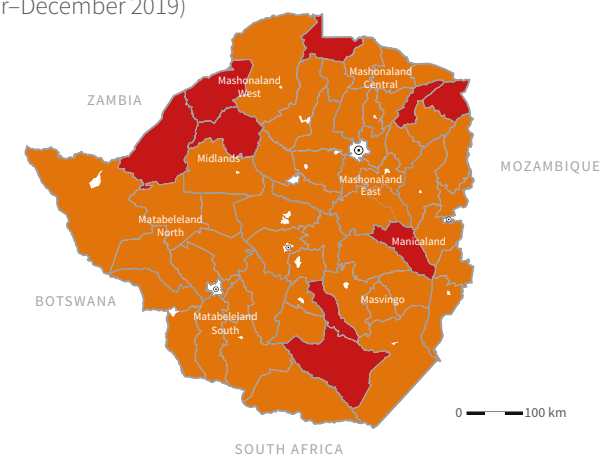 r–December 2019)
Mashonaland
Central
Mashonaland
West
ZAMBIA
Midlands
MOZAMBIQUE
Mashonaland
East
Matabeleland
North
Manicaland
BOTSWANA
Masvingo
Matabeleland
South
0 100 km
SOUTH AFRICA